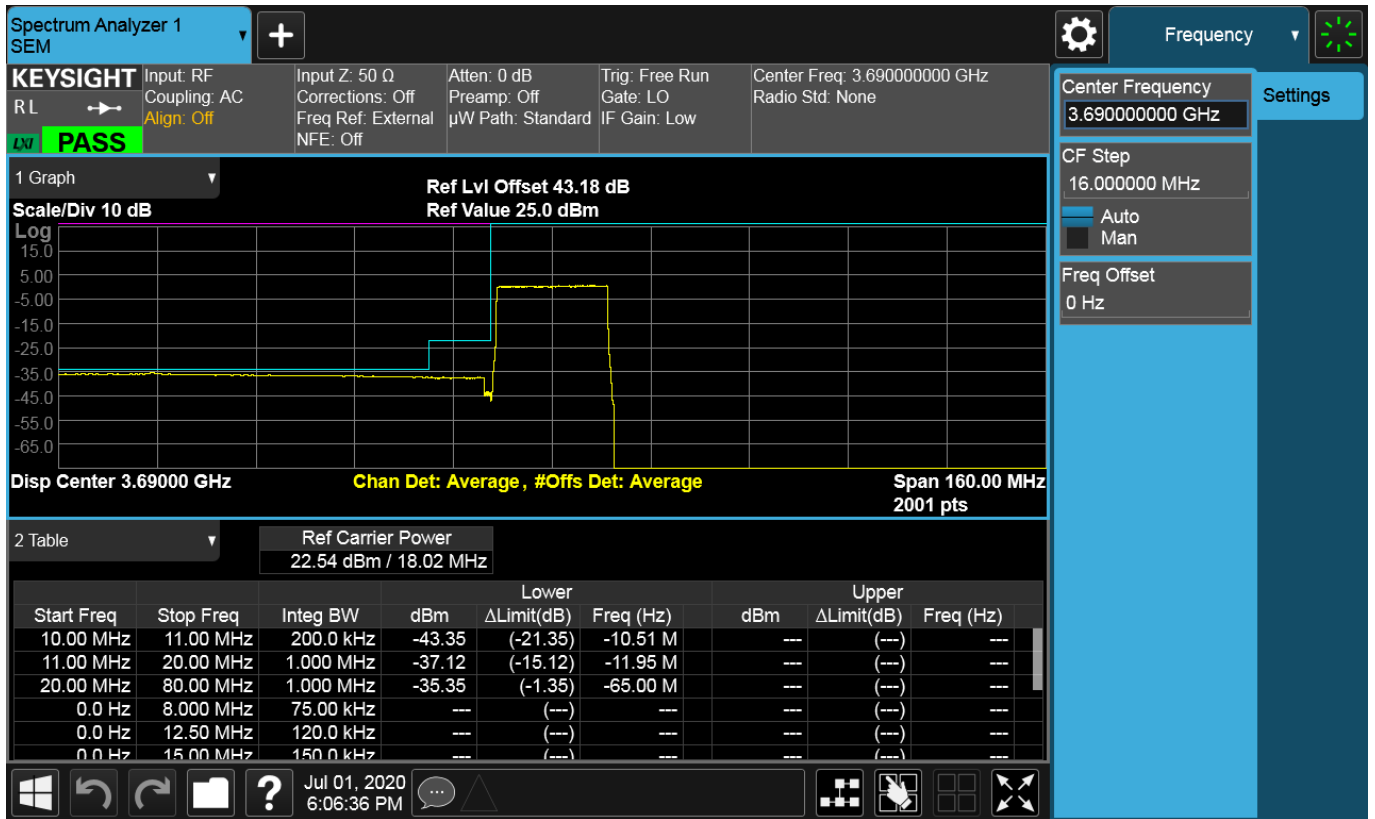 Spectrum Analyzer 1
SEM
Frequency
KEYSIGHT
R L
LXI
PASS
Input: RF
Coupling: AC
Align: Off
Input Z: 50 Ω
Corrections: Off
Freq Ref: External
NFE: Off
Atten: 0 dB
Preamp: Off
µW Path: Standard
Trig: Free Run
Gate: LO
IF Gain: Low
Center Freq: 3.690000000 GHz
Radio Std: None
Center Frequency
3.690000000 GHz
Settings
CF Step
16.000000 MHz
Auto
Man
Freq Offset
0 Hz
1 Graph
Scale/Div 10 dB
Ref Lvl Offset 43.18 dB
Ref Value 25.0 dBm
Log
15.0
5.00
-5.00
-15.0
-25.0
-35.0
-45.0
-55.0
-65.0
Disp Center 3.69000 GHz
Chan Det: Average , #Offs Det: Average
Span 160.00 MHz
2001 pts
2 Table
Ref Carrier Power
22.54 dBm / 18.02 MHz
Lower Upper
Start Freq Stop Freq Integ BW dBm ΔLimit(dB) Freq (Hz) dBm ΔLimit(dB) Freq (Hz)
10.00 MHz 11.00 MHz 200.0 kHz -43.35 (-21.35) -10.51 M --- (---) ---
11.00 MHz 20.00 MHz 1.000 MHz -37.12 (-15.12) -11.95 M --- (---) ---
20.00 MHz 80.00 MHz 1.000 MHz -35.35 (-1.35) -65.00 M --- (---) ---
0.0 Hz 8.000 MHz 75.00 kHz --- (---) --- --- (---) ---
0.0 Hz 12.50 MHz 120.0 kHz --- (---) --- --- (---) ---
0.0 Hz 15.00 MHz 150.0 kHz --- (---) --- --- (---) ---
?
Jul 01, 2020
6:06:36 PM